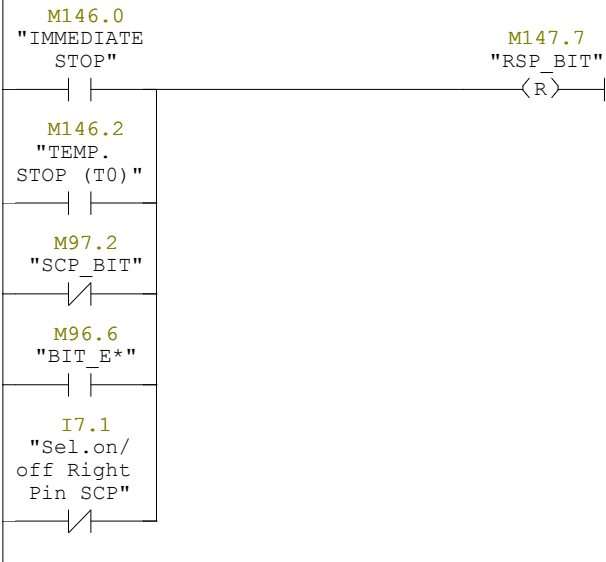 M146.0
"IMMEDIATE
STOP"
M147.7
"RSP_BIT"
R
M146.2
"TEMP.
STOP (T0)"
M97.2
"SCP_BIT"
M96.6
"BIT_E*"
I7.1
"Sel.on/
off Right
Pin SCP"